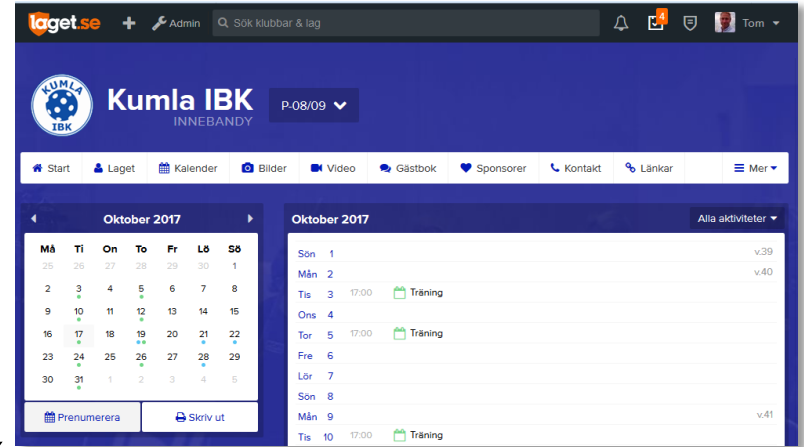 laget.se + Admin Sök klubbar & lag 4 Tom
KUMLA IBK
Kumla IBK
INNEBANDY
P-08/09
Start Laget Kalender Bilder Video Gästbok Sponsorer Kontakt Länkar Mer
Oktober 2017
Må Ti On To Fr Lö Sö
25 26 27 28 29 30 1
2 3 4 5 6 7 8
9 10 11 12 13 14 15
16 17 18 19 20 21 22
23 24 25 26 27 28 29
30 31 1 2 3 4 5
Prenumerera Skriv ut
Oktober 2017 Alla aktiviteter
Sön 1 v.39
Mån 2 v.40
Tis 3 17:00 Träning
Ons 4
Tor 5 17:00 Träning
Fre 6
Lör 7
Sön 8
Mån 9 v.41
Tis 10 17:00 Träning